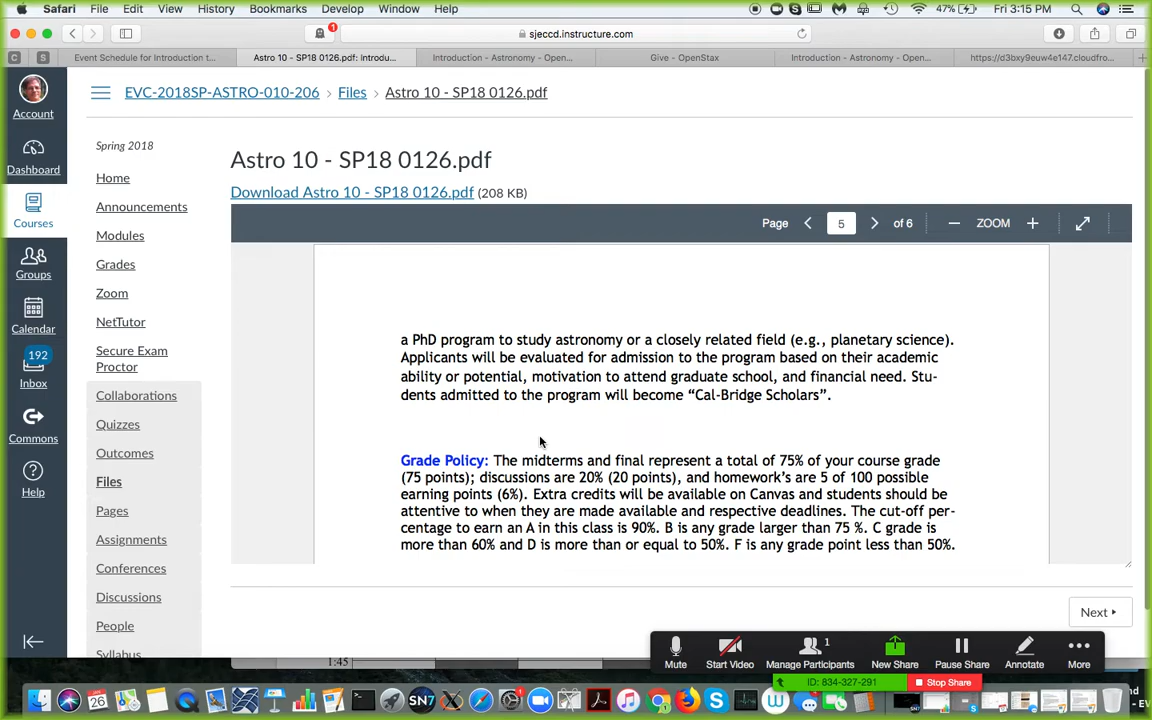 Safari File Edit View History Bookmarks Develop Window Help 47% Fri 3:15 PM
1 sjeccd.instructure.com
C S Event Schedule for Introduction t... Astro 10 - SP18 0126.pdf: Introdu... Introduction - Astronomy - Open... Give - OpenStax Introduction - Astronomy - Ope... https://d3bxy9euw4e147.cloudfro...
EVC-2018SP-ASTRO-010-206 › Files › Astro 10 - SP18 0126.pdf
Account
Dashboard
Courses
Groups
Calendar
192
Inbox
Commons
Help
Spring 2018
Home
Announcements
Modules
Grades
Zoom
NetTutor
Secure Exam
Proctor
Collaborations
Quizzes
Outcomes
Files
Pages
Assignments
Conferences
Discussions
People
Syllabus
Astro 10 - SP18 0126.pdf
Download Astro 10 - SP18 0126.pdf (208 KB)
Page 5 of 6 ZOOM
a PhD program to study astronomy or a closely related field (e.g., planetary science).
Applicants will be evaluated for admission to the program based on their academic
ability or potential, motivation to attend graduate school, and financial need. Stu-
dents admitted to the program will become “Cal-Bridge Scholars”.
Grade Policy: The midterms and final represent a total of 75% of your course grade
(75 points); discussions are 20% (20 points), and homework's are 5 of 100 possible
earning points (6%). Extra credits will be available on Canvas and students should be
attentive to when they are made available and respective deadlines. The cut-off per-
centage to earn an A in this class is 90%. B is any grade larger than 75 %. C grade is
more than 60% and D is more than or equal to 50%. F is any grade point less than 50%.
Next
1:45
Mute Start Video Manage Participants 1 New Share Pause Share Annotate More
ID: 834-327-291 Stop Share
26 SN7